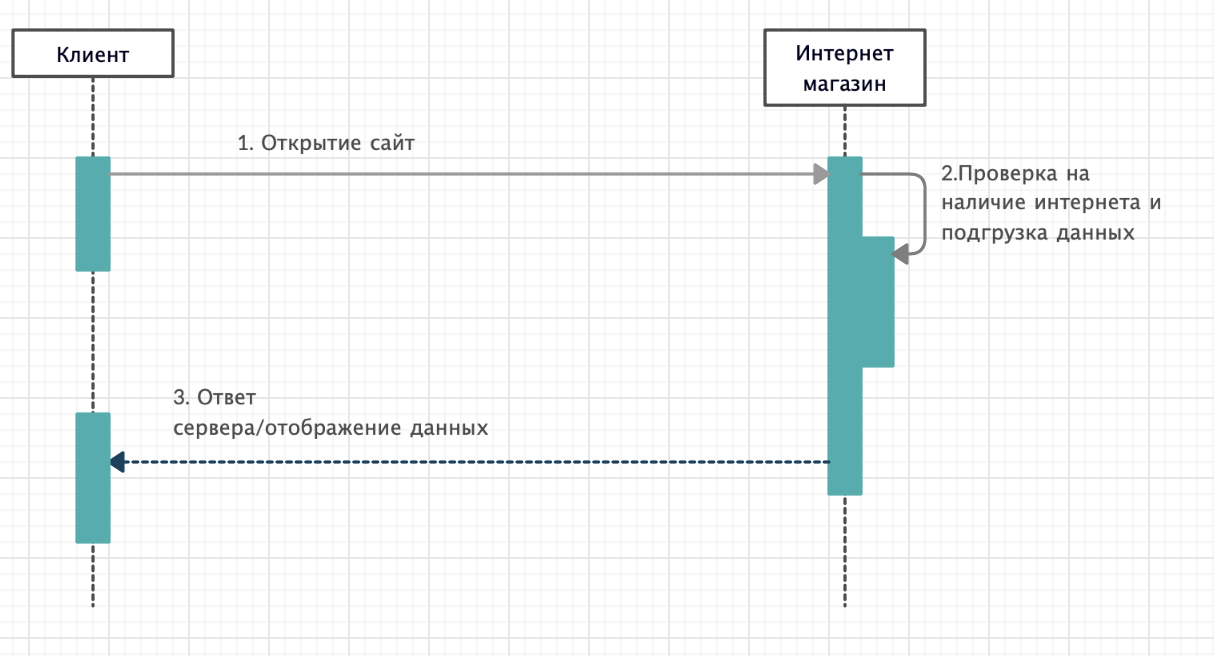 Клиент
Интернет
магазин
1. Открытие сайт
2.Проверка на
наличие интернета и
подгрузка данных
3. Ответ
сервера/отображение данных